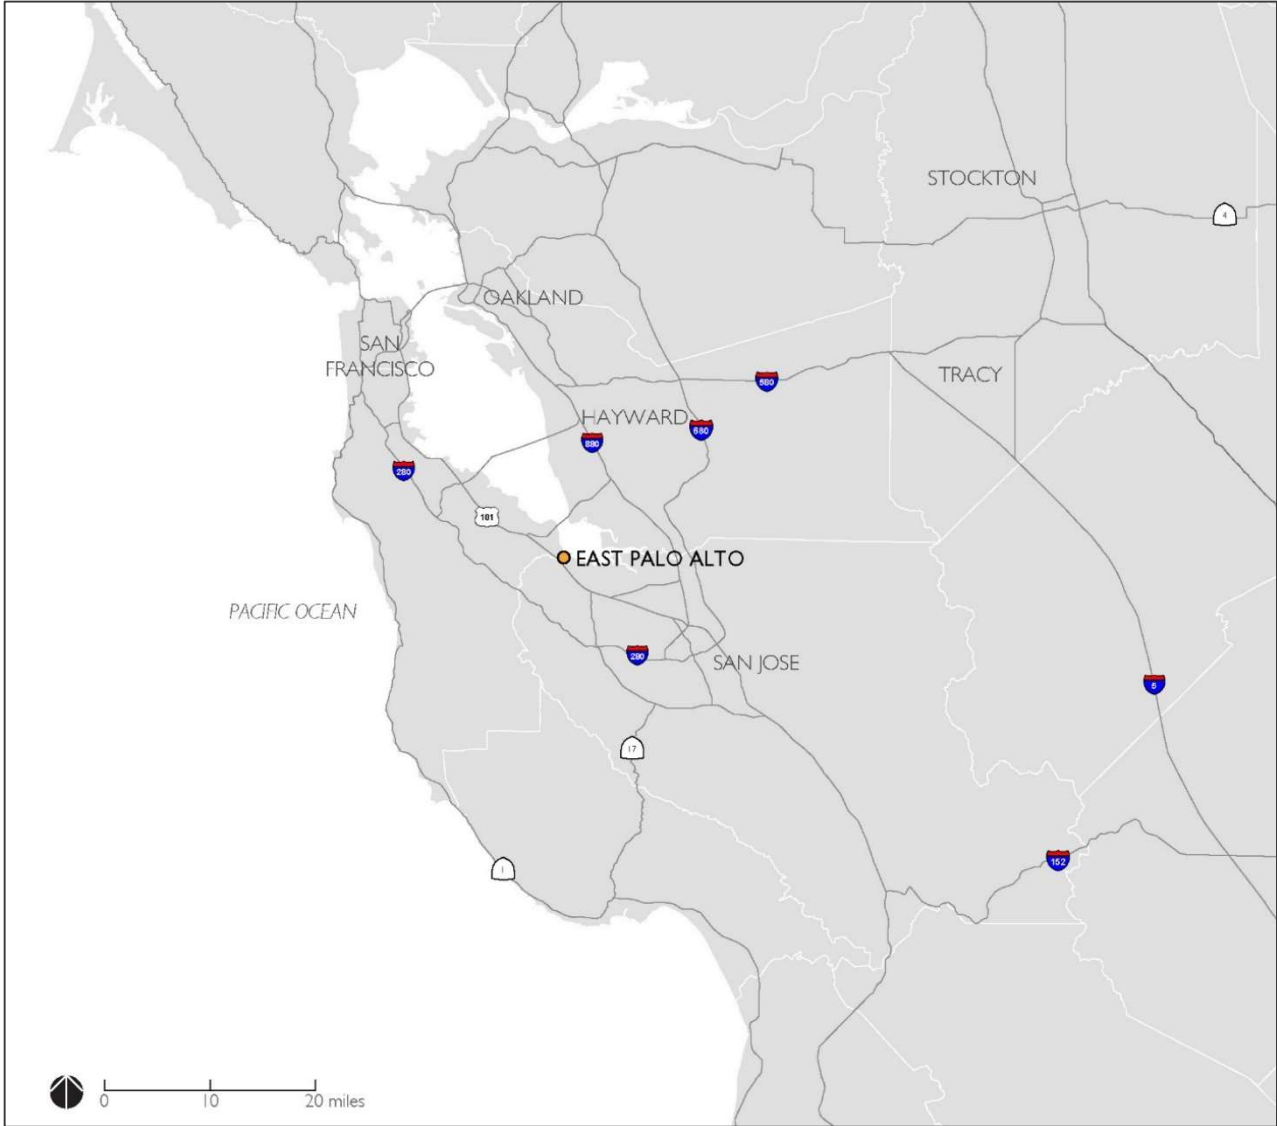 STOCKTON
4
OAKLAND
SAN
FRANCISCO
580
TRACY
HAYWARD
680
880
280
101
EAST PALO ALTO
PACIFIC OCEAN
280
SAN JOSE
5
17
152
1
0 10 20 miles